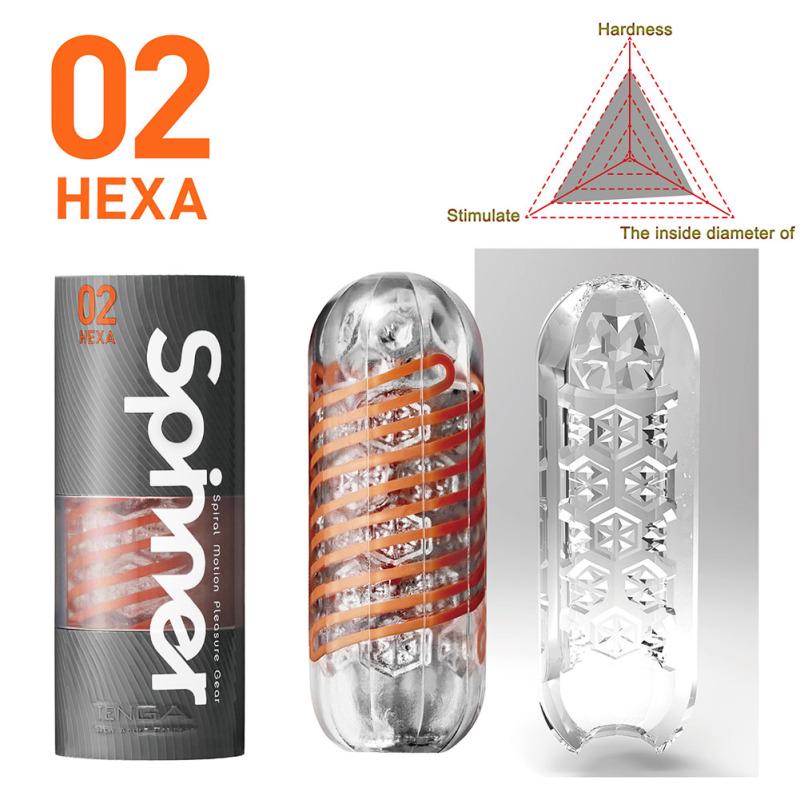 02
HEXA
Hardness
Stimulate
The inside diameter of
02
HEXA
Spinner
Spiral Motion Pleasure Gear
TENGA